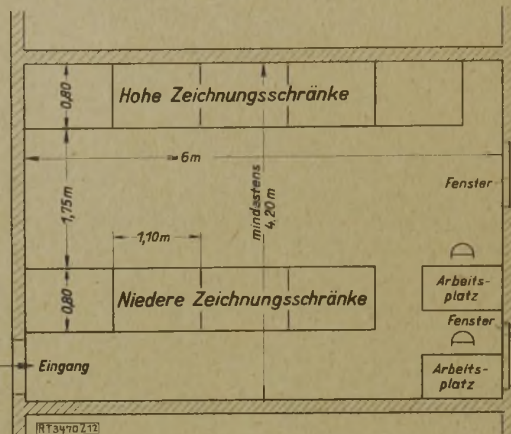 0,80
Hohe Zeichnungsschränke
≈6m
Fenster
1,75m
mindestens
4,20m
1,10m
0,80
Niedere Zeichnungsschränke
Arbeits-
platz
Fenster
Eingang
Arbeits-
platz
RT3470Z12